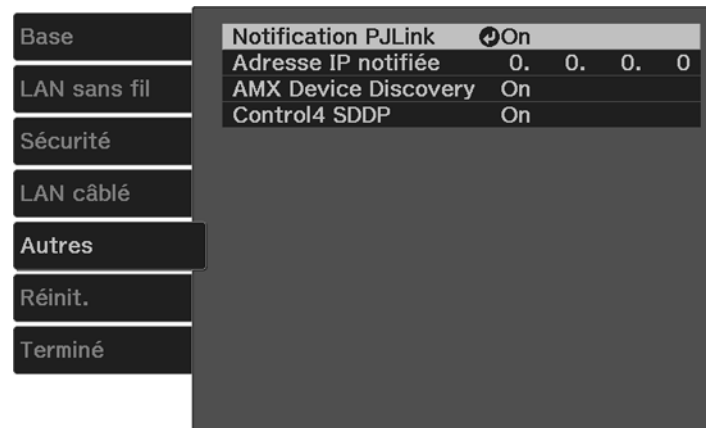 Base
LAN sans fil
Sécurité
LAN câblé
Autres
Réinit.
Terminé
Notification PJLink On
Adresse IP notifiée 0. 0. 0. 0
AMX Device Discovery On
Control4 SDDP On